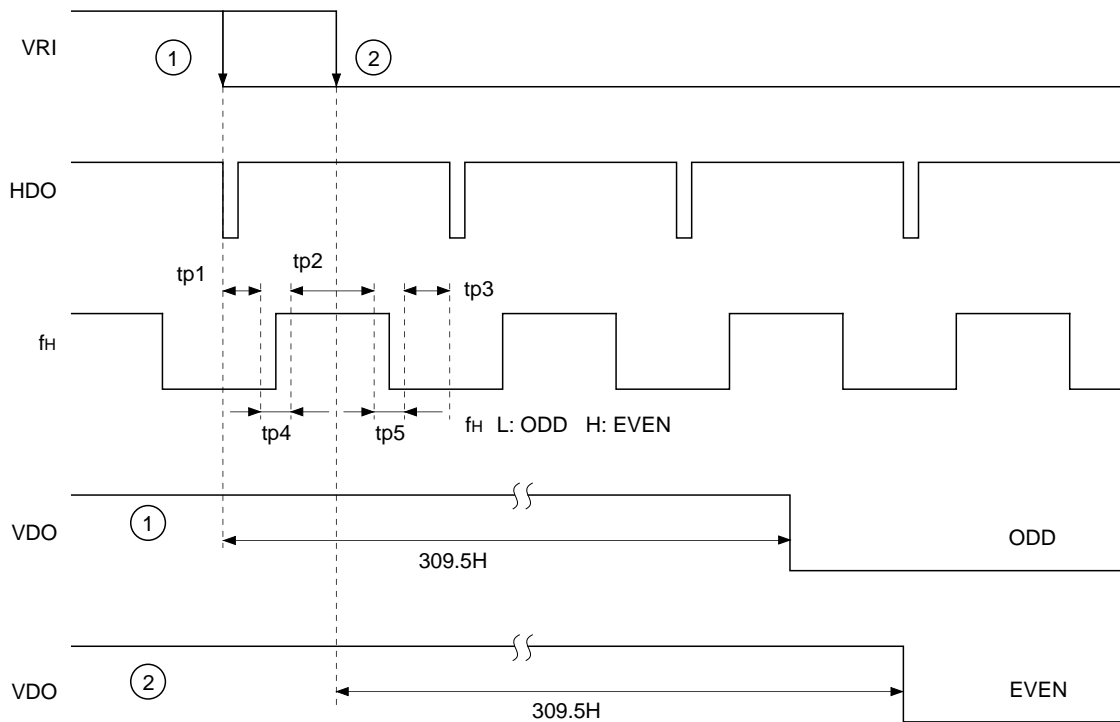 VRI
1
2
HDO
tp1
tp2
tp3
fH
tp4
tp5
fH L: ODD H: EVEN
VDO
1
309.5H
ODD
VDO
2
309.5H
EVEN